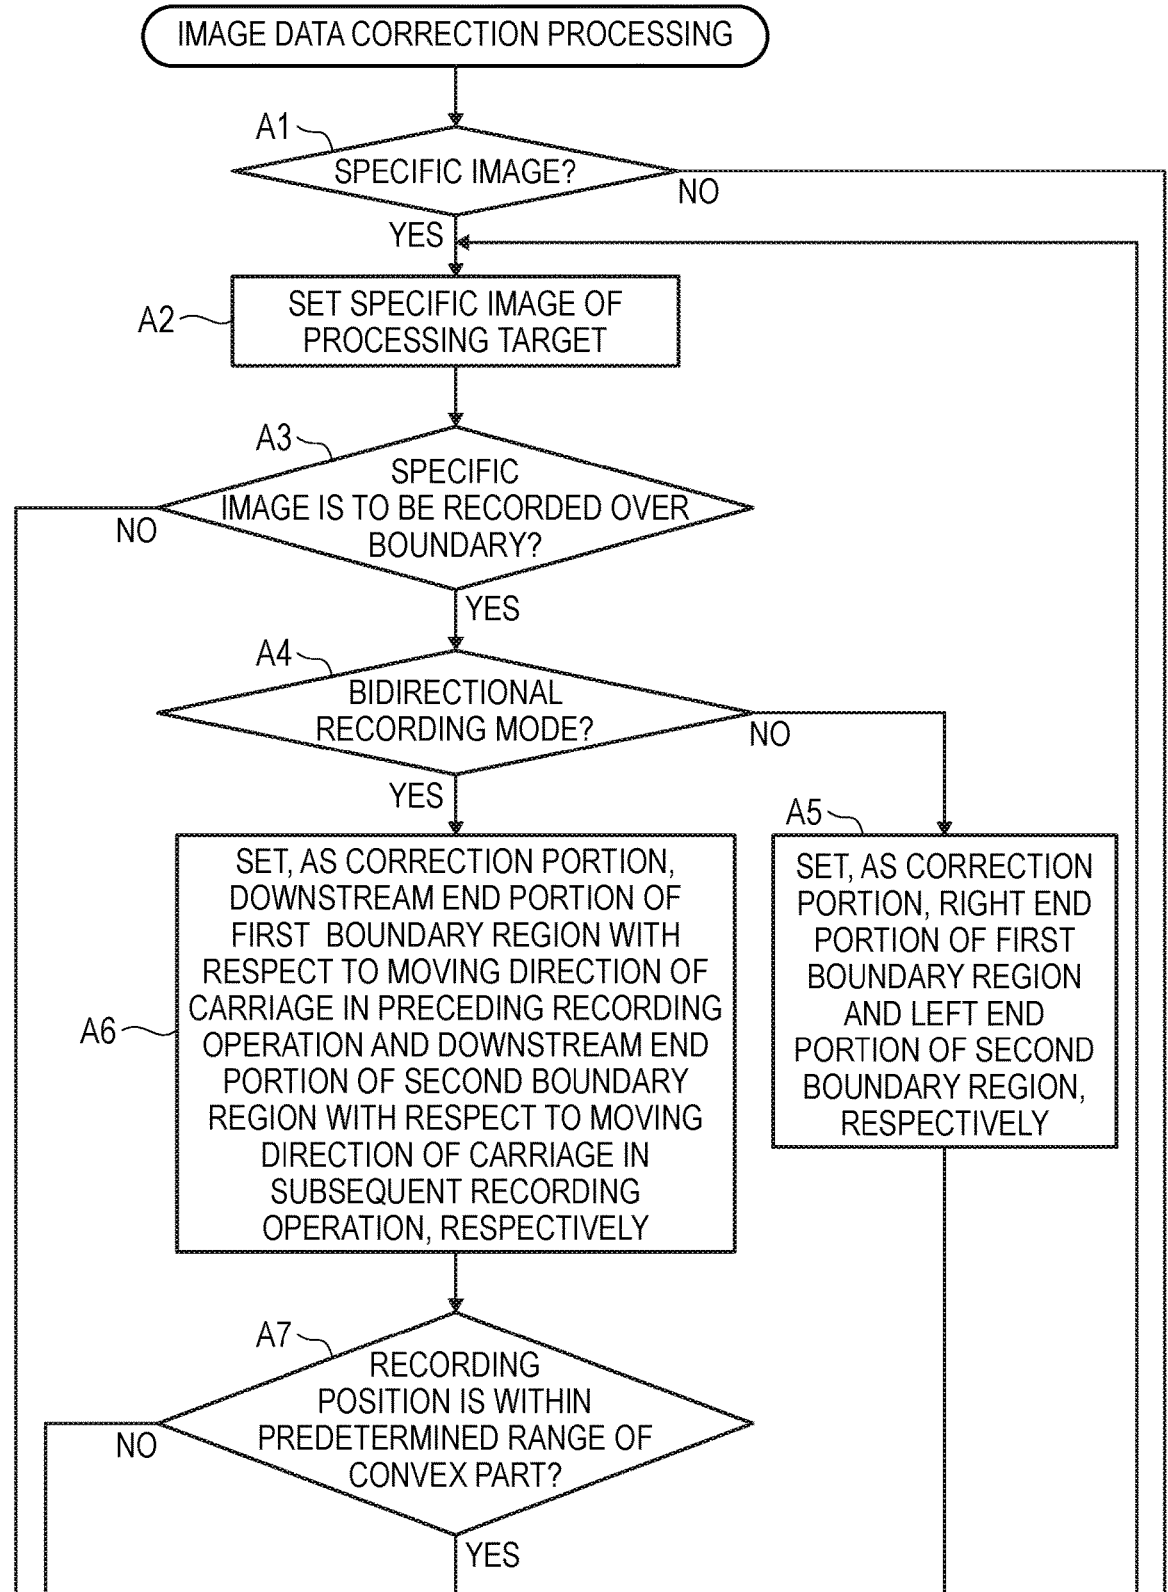 IMAGE DATA CORRECTION PROCESSING
A1
SPECIFIC IMAGE?
NO
YES
A2
SET SPECIFIC IMAGE OF
PROCESSING TARGET
A3
SPECIFIC
IMAGE IS TO BE RECORDED OVER
BOUNDARY?
NO
YES
A4
BIDIRECTIONAL
RECORDING MODE?
NO
YES
A5
SET, AS CORRECTION
PORTION, RIGHT END
PORTION OF FIRST
BOUNDARY REGION
AND LEFT END
PORTION OF SECOND
BOUNDARY REGION,
RESPECTIVELY
A6
SET, AS CORRECTION PORTION,
DOWNSTREAM END PORTION OF
FIRST BOUNDARY REGION WITH
RESPECT TO MOVING DIRECTION OF
CARRIAGE IN PRECEDING RECORDING
OPERATION AND DOWNSTREAM END
PORTION OF SECOND BOUNDARY
REGION WITH RESPECT TO MOVING
DIRECTION OF CARRIAGE IN
SUBSEQUENT RECORDING
OPERATION, RESPECTIVELY
A7
RECORDING
POSITION IS WITHIN
PREDETERMINED RANGE OF
CONVEX PART?
NO
YES